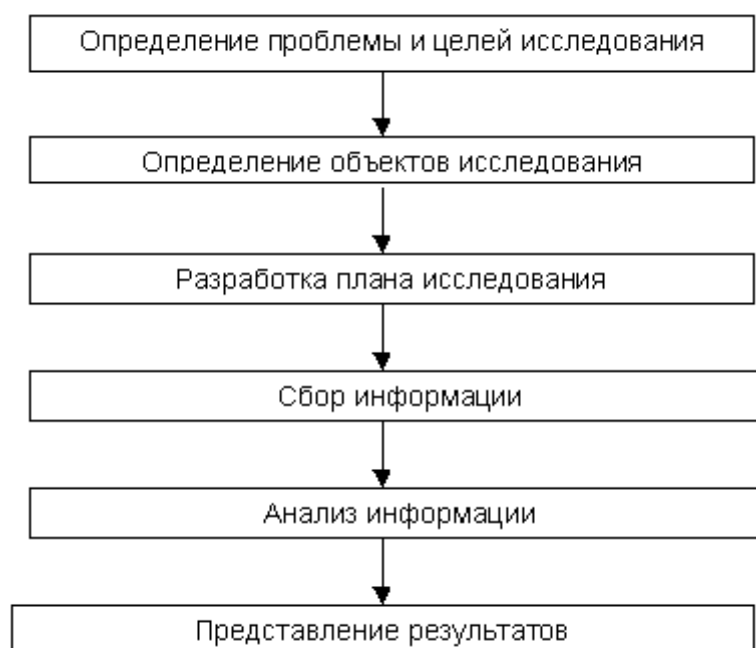 Определение проблемы и целей исследования
Определение объектов исследования
Разработка плана исследования
Сбор информации
Анализ информации
Представление результатов